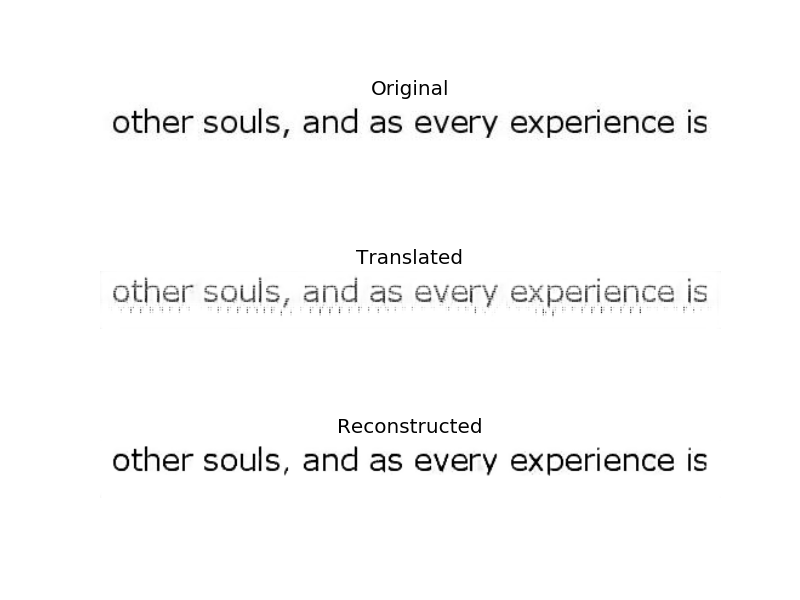 Original
other souls, and as every experience is
Translated
other souls, and as every experience is
Reconstructed
other souls, and as every experience is